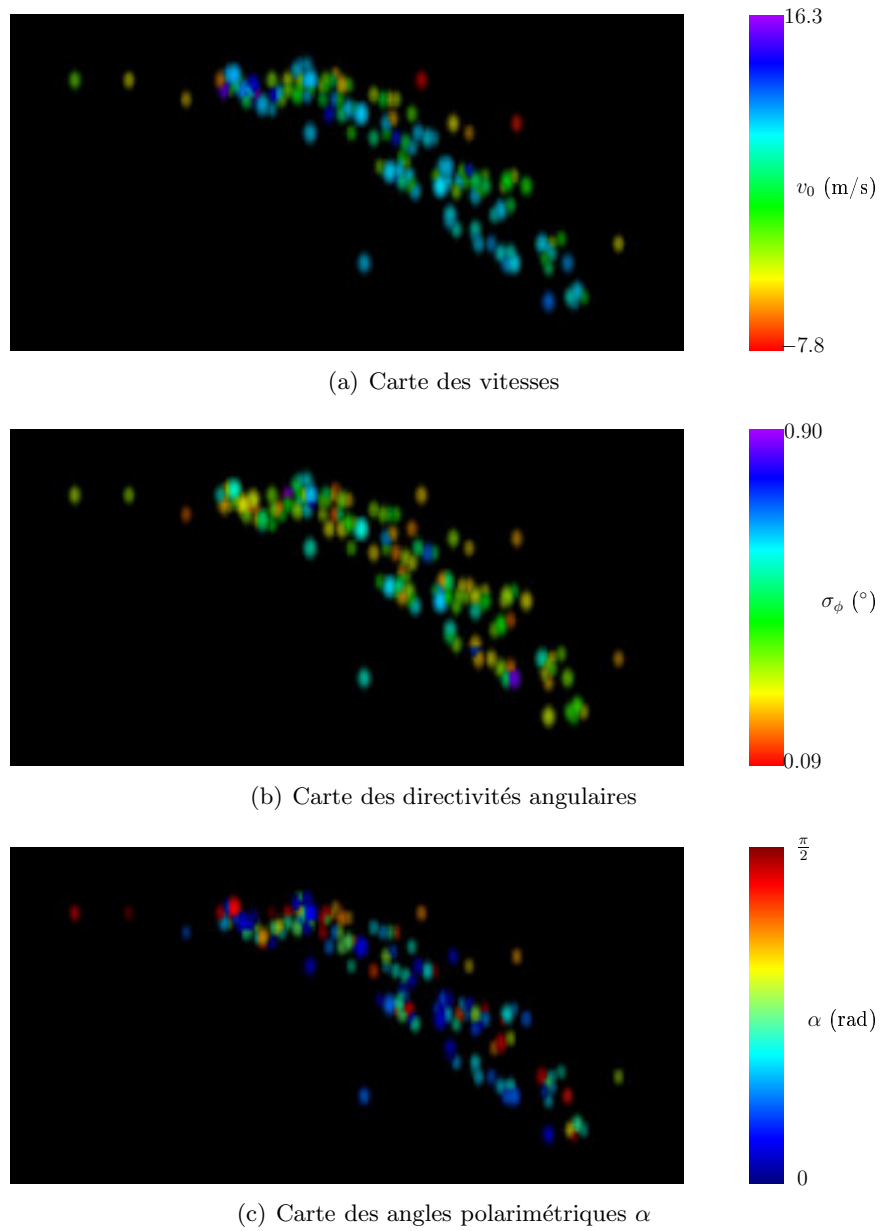 16.3
v₀ (m/s)
−7.8
(a) Carte des vitesses
0.90
σ_ϕ (°)
0.09
(b) Carte des directivités angulaires
π/2
α (rad)
0
(c) Carte des angles polarimétriques α